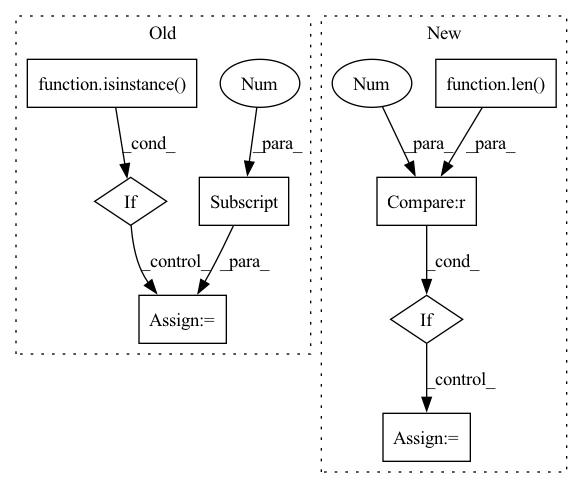 Old
New
function.isinstance()
Num
Num
function.len()
_cond_
_para_
_para_
_para_
If
Subscript
Compare:r
_control_
_para_
_cond_
Assign:=
If
_control_
Assign:=